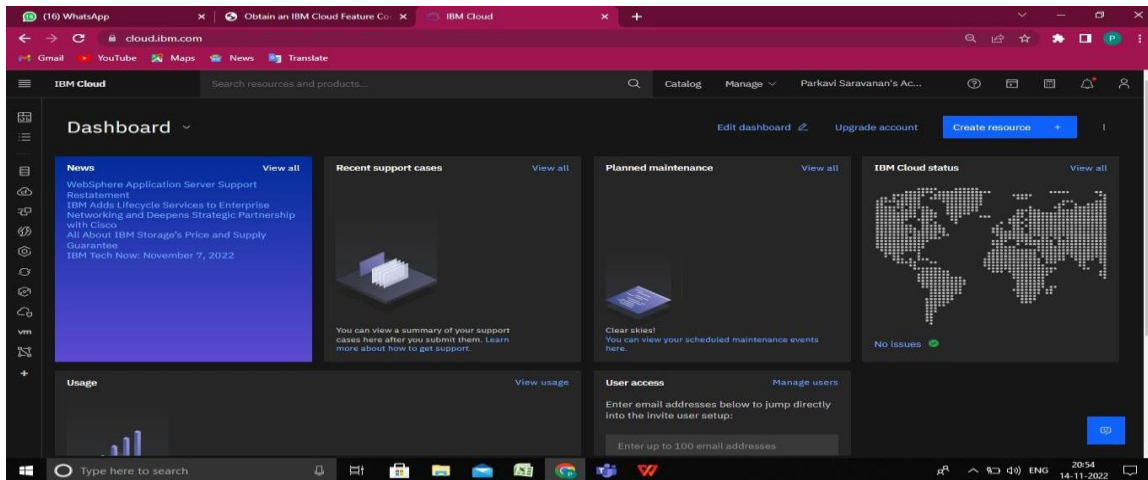 (16) WhatsApp
Obtain an IBM Cloud Feature Co
IBM Cloud
cloud.ibm.com
P
Gmail
YouTube
Maps
News
Translate
IBM Cloud
Search resources and products...
Catalog
Manage
Parkavi Saravanan's Ac...
Dashboard
Edit dashboard
Upgrade account
Create resource +
News
View all
WebSphere Application Server Support
Restatement
IBM Adds Lifecycle Services to Enterprise
Networking and Deepens Strategic Partnership
with Cisco
All About IBM Storage's Price and Supply
Guarantee
IBM Tech Now: November 7, 2022
Recent support cases
View all
You can view a summary of your support
cases here after you submit them. Learn
more about how to get support.
Planned maintenance
View all
Clear skies!
You can view your scheduled maintenance events
here.
IBM Cloud status
View all
No issues
vm
Usage
View usage
User access
Manage users
Enter email addresses below to jump directly
into the invite user setup:
Enter up to 100 email addresses
Type here to search
ENG
20:54
14-11-2022